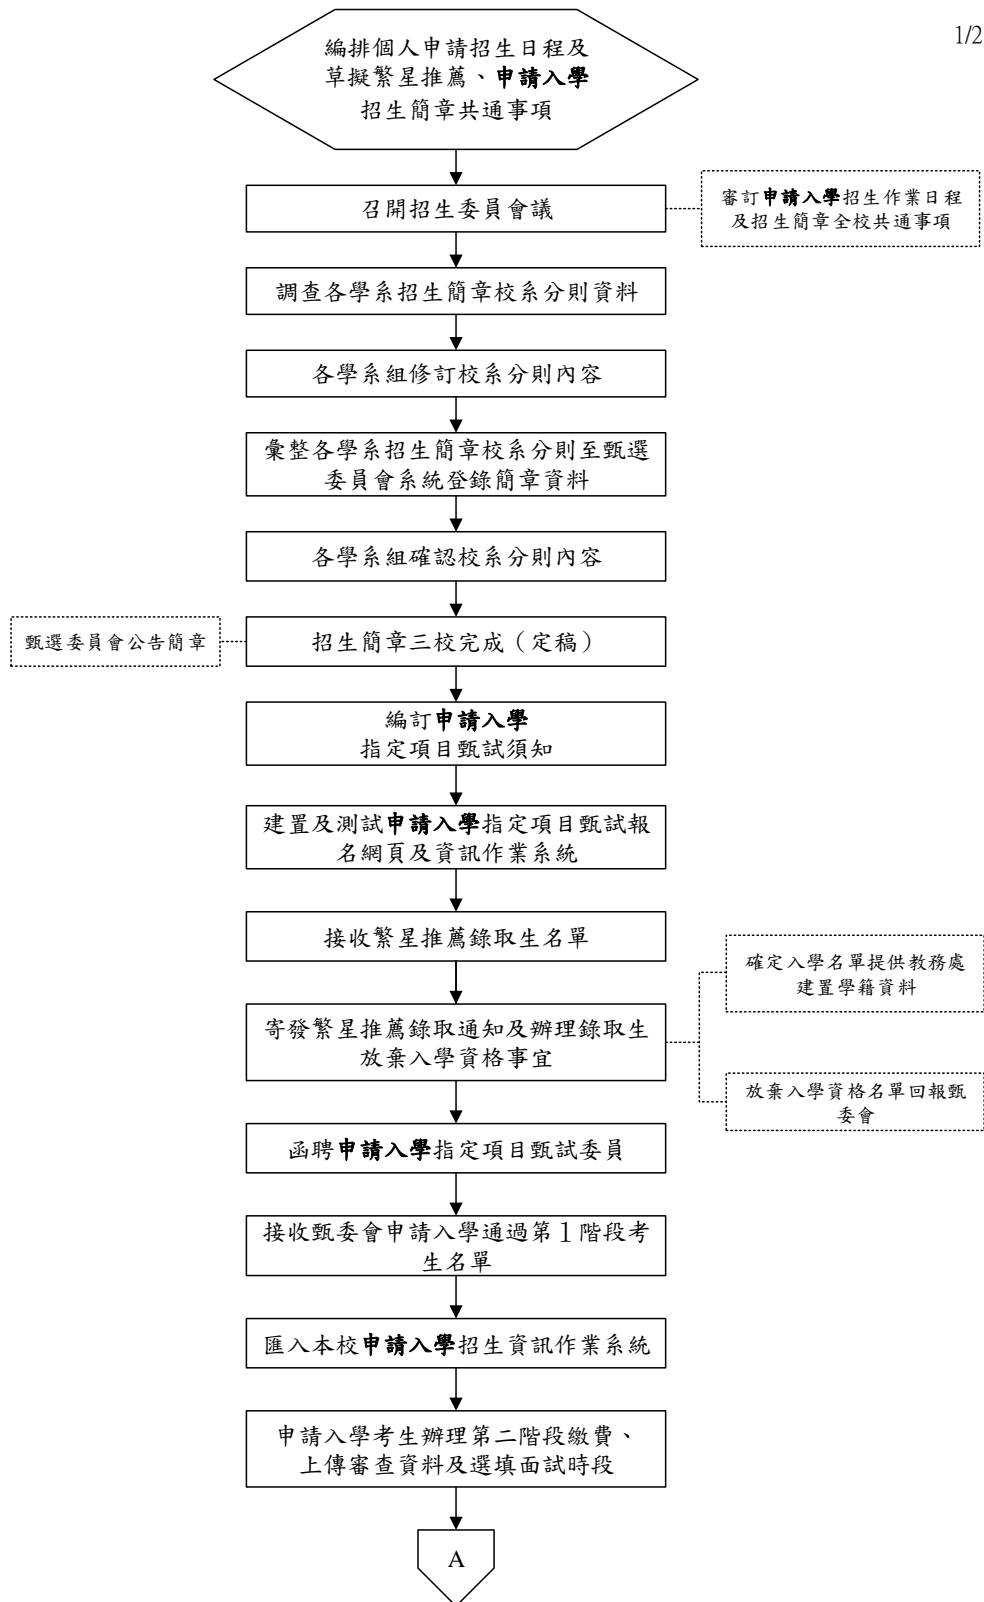 1/2
編排個人申請招生日程及
草擬繁星推薦、申請入學
招生簡章共通事項
召開招生委員會議
審訂申請入學招生作業日程
及招生簡章全校共通事項
調查各學系招生簡章校系分則資料
各學系組修訂校系分則內容
彙整各學系招生簡章校系分則至甄選
委員會系統登錄簡章資料
各學系組確認校系分則內容
甄選委員會公告簡章
招生簡章三校完成（定稿）
編訂申請入學
指定項目甄試須知
建置及測試申請入學指定項目甄試報
名網頁及資訊作業系統
接收繁星推薦錄取生名單
確定入學名單提供教務處
建置學籍資料
寄發繁星推薦錄取通知及辦理錄取生
放棄入學資格事宜
放棄入學資格名單回報甄
委會
函聘申請入學指定項目甄試委員
接收甄委會申請入學通過第１階段考
生名單
匯入本校申請入學招生資訊作業系統
申請入學考生辦理第二階段繳費、
上傳審查資料及選填面試時段
A